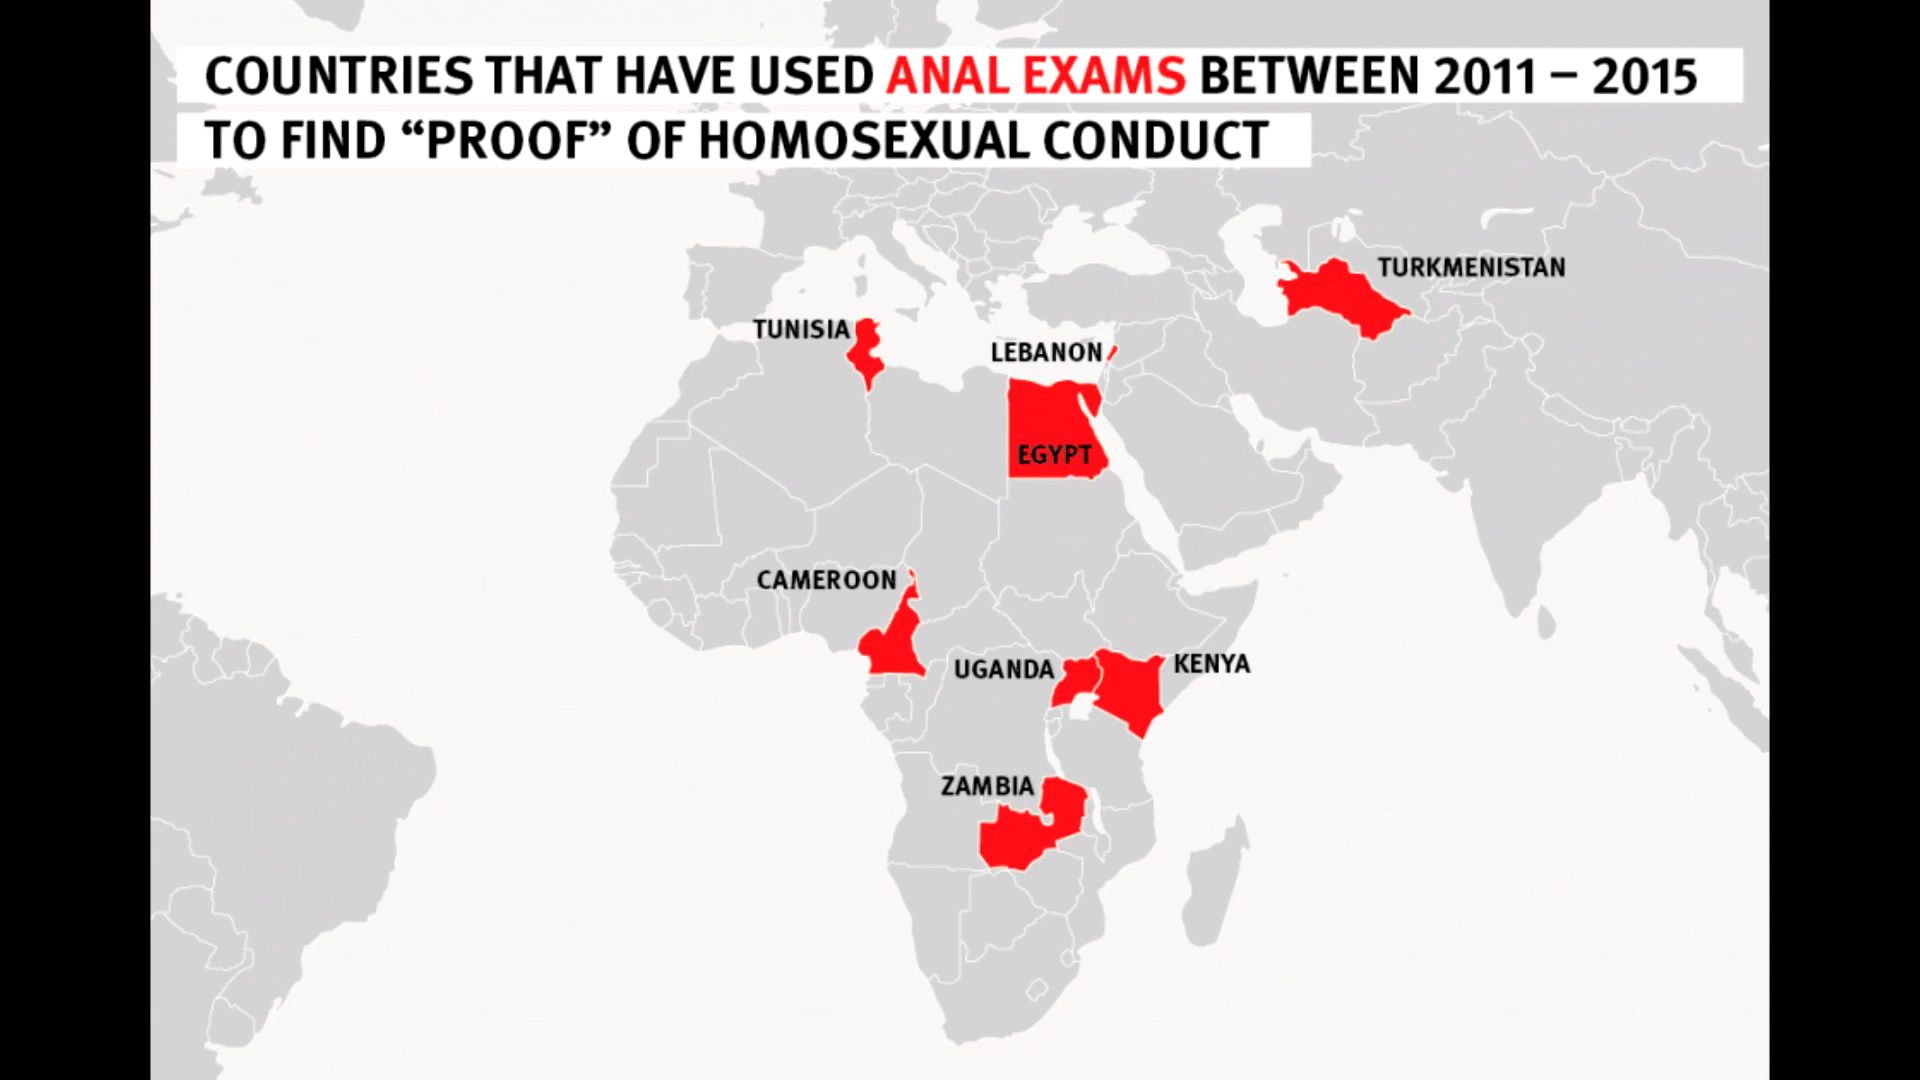 COUNTRIES THAT HAVE USED ANAL EXAMS BETWEEN 2011 – 2015
TO FIND “PROOF” OF HOMOSEXUAL CONDUCT
TURKMENISTAN
TUNISIA
LEBANON
EGYPT
CAMEROON
UGANDA
KENYA
ZAMBIA